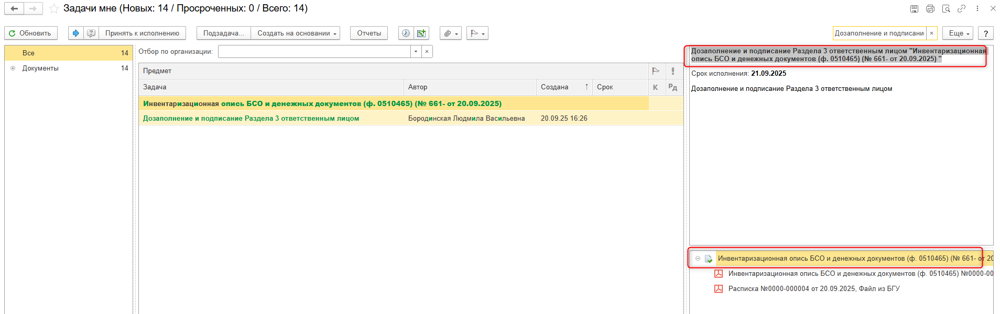 Задачи мне (Новых: 14 / Просроченных: 0 / Всего: 14)
Обновить
Принять к исполнению
Подзадача...
Создать на основании
Отчеты
Дозаполнение и подписани
×
Еще
?
Все 14
Документы 14
Отбор по организации:
×
Предмет
Задача Автор Создана ↑ Срок К Рд
Инвентаризационная опись БСО и денежных документов (ф. 0510465) (№ 661- от 20.09.2025)
Дозаполнение и подписание Раздела 3 ответственным лицом Бородинская Людмила Васильевна 20.09.25 16:26
Дозаполнение и подписание Раздела 3 ответственным лицом "Инвентаризационная
опись БСО и денежных документов (ф. 0510465) (№ 661- от 20.09.2025) "
Срок исполнения: 21.09.2025
Дозаполнение и подписание Раздела 3 ответственным лицом
Инвентаризационная опись БСО и денежных документов (ф. 0510465) (№ 661- от 20
Инвентаризационная опись БСО и денежных документов (ф. 0510465) №0000-00
Расписка №0000-000004 от 20.09.2025, Файл из БГУ